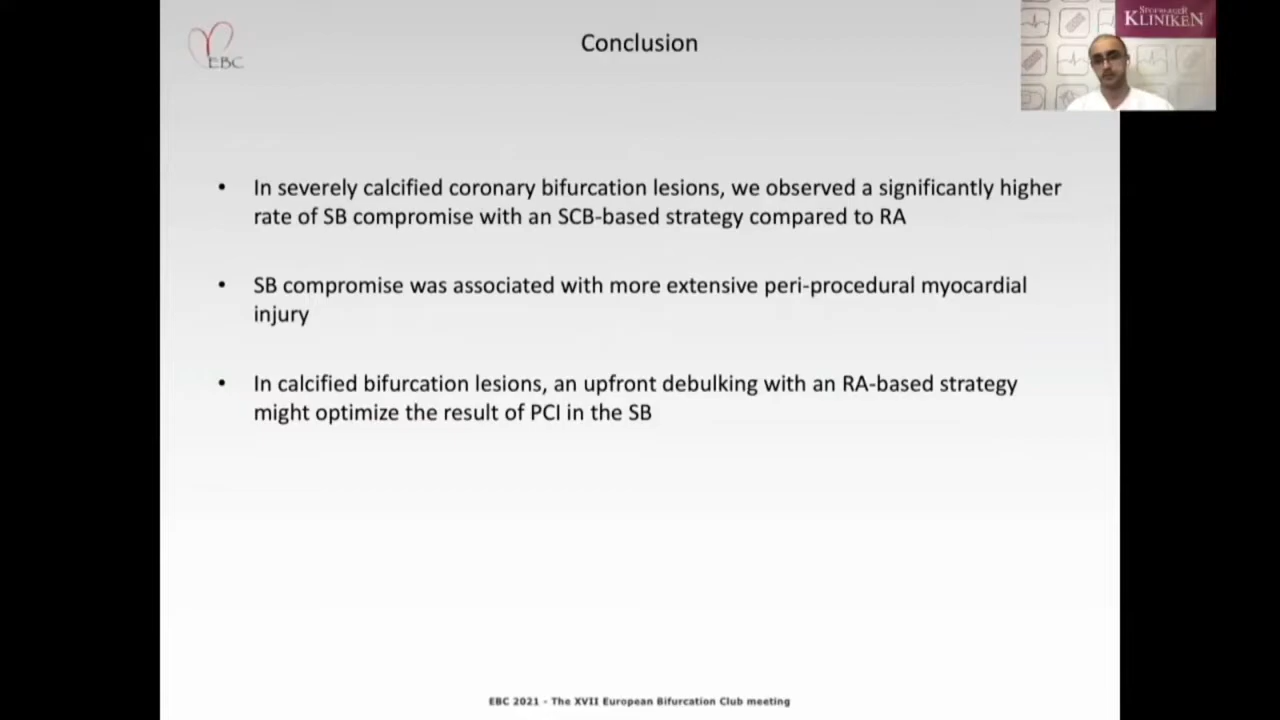 EBC
Conclusion
KLINIKEN
• In severely calcified coronary bifurcation lesions, we observed a significantly higher
rate of SB compromise with an SCB-based strategy compared to RA
• SB compromise was associated with more extensive peri-procedural myocardial
injury
• In calcified bifurcation lesions, an upfront debulking with an RA-based strategy
might optimize the result of PCI in the SB
EBC 2021 - The XVII European Bifurcation Club meeting